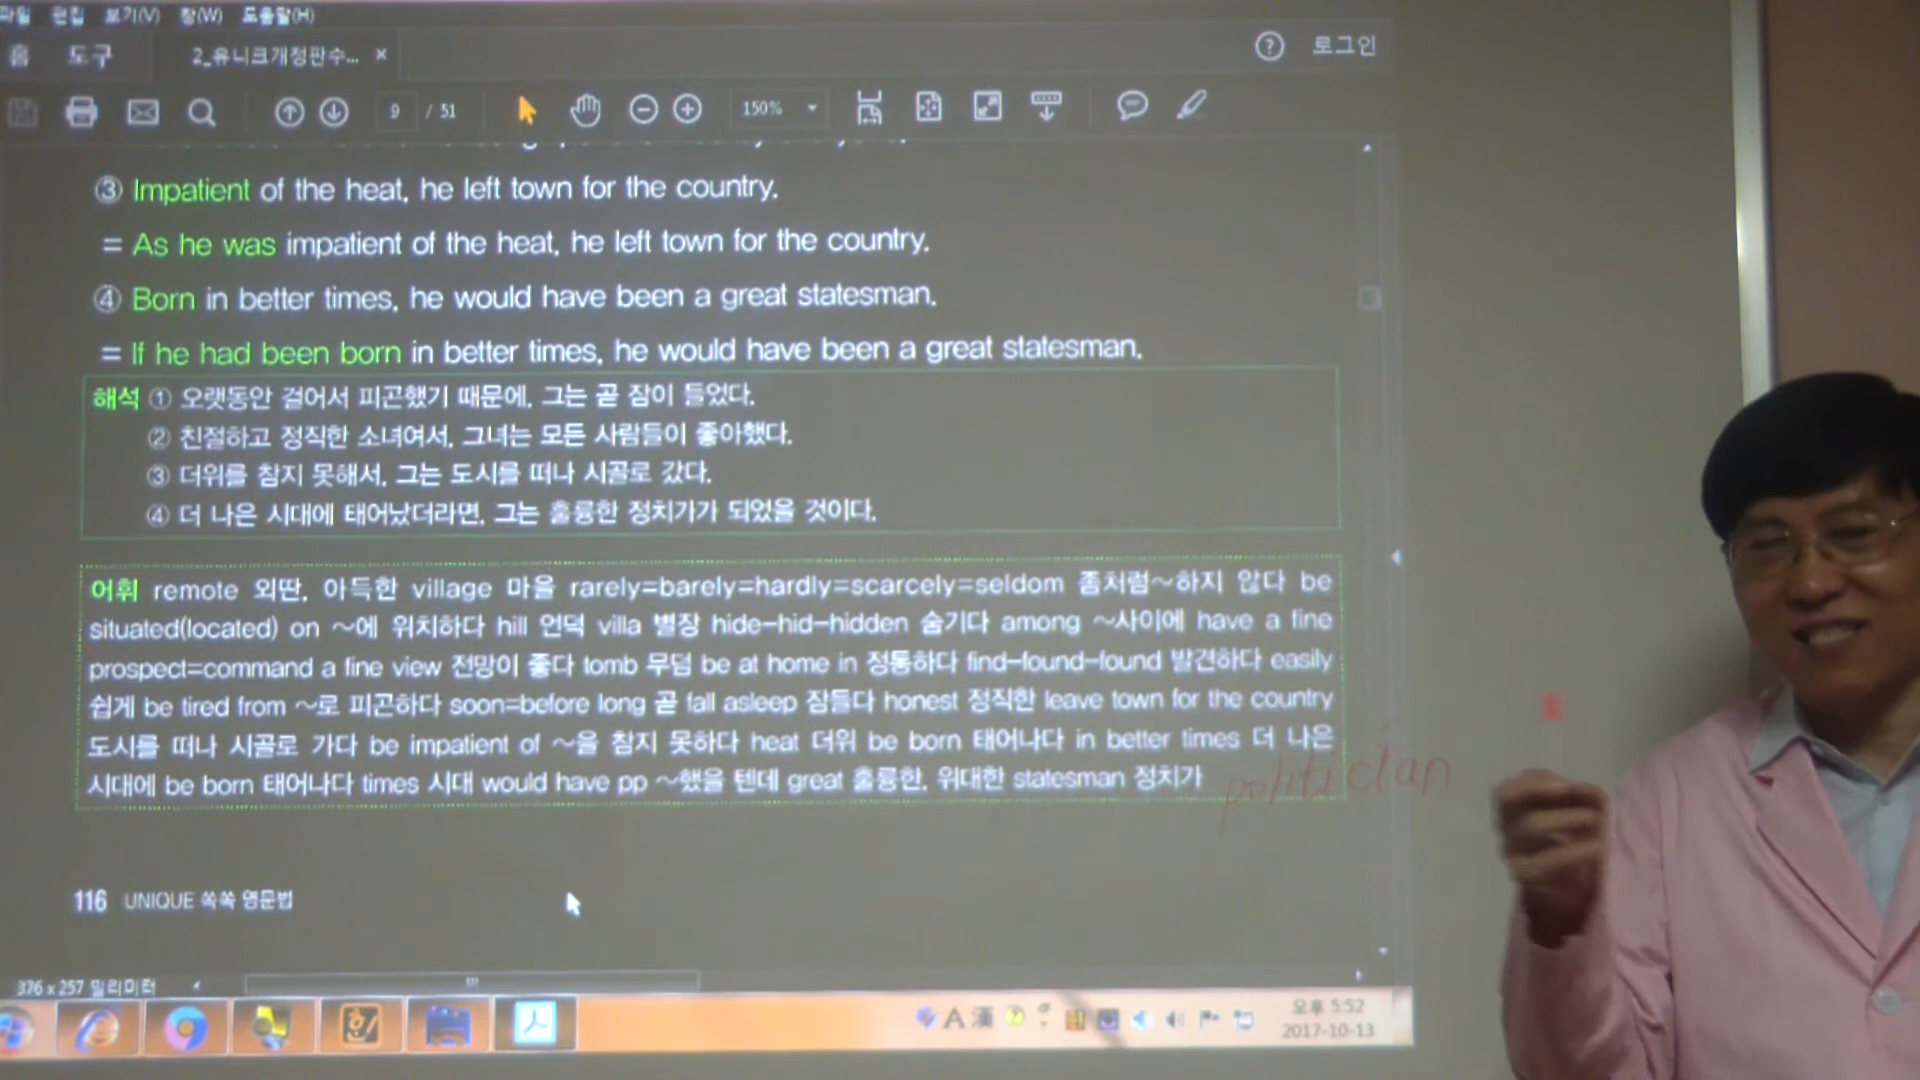 파일 편집 보기(V) 창(W) 도움말(H)
홈 도구 2_유니크개정판수... × ? 로그인
9 / 51 150%
③ Impatient of the heat, he left town for the country.
= As he was impatient of the heat, he left town for the country.
④ Born in better times, he would have been a great statesman.
= If he had been born in better times, he would have been a great statesman.
해석 ① 오랫동안 걸어서 피곤했기 때문에, 그는 곧 잠이 들었다.
② 친절하고 정직한 소녀여서, 그녀는 모든 사람들이 좋아했다.
③ 더위를 참지 못해서, 그는 도시를 떠나 시골로 갔다.
④ 더 나은 시대에 태어났더라면, 그는 훌륭한 정치가가 되었을 것이다.
어휘 remote 외딴, 아득한 village 마을 rarely=barely=hardly=scarcely=seldom 좀처럼~하지 않다 be
situated(located) on ~에 위치하다 hill 언덕 villa 별장 hide-hid-hidden 숨기다 among ~사이에 have a fine
prospect=command a fine view 전망이 좋다 tomb 무덤 be at home in 정통하다 find-found-found 발견하다 easily
쉽게 be tired from ~로 피곤하다 soon=before long 곧 fall asleep 잠들다 honest 정직한 leave town for the country
도시를 떠나 시골로 가다 be impatient of ~을 참지 못하다 heat 더위 be born 태어나다 in better times 더 나은
시대에 be born 태어나다 times 시대 would have pp ~했을 텐데 great 훌륭한, 위대한 statesman 정치가
politician
116 UNIQUE 쏙쏙 영문법
376 x 257 밀리미터
A 漢 오후 5:52
2017-10-13